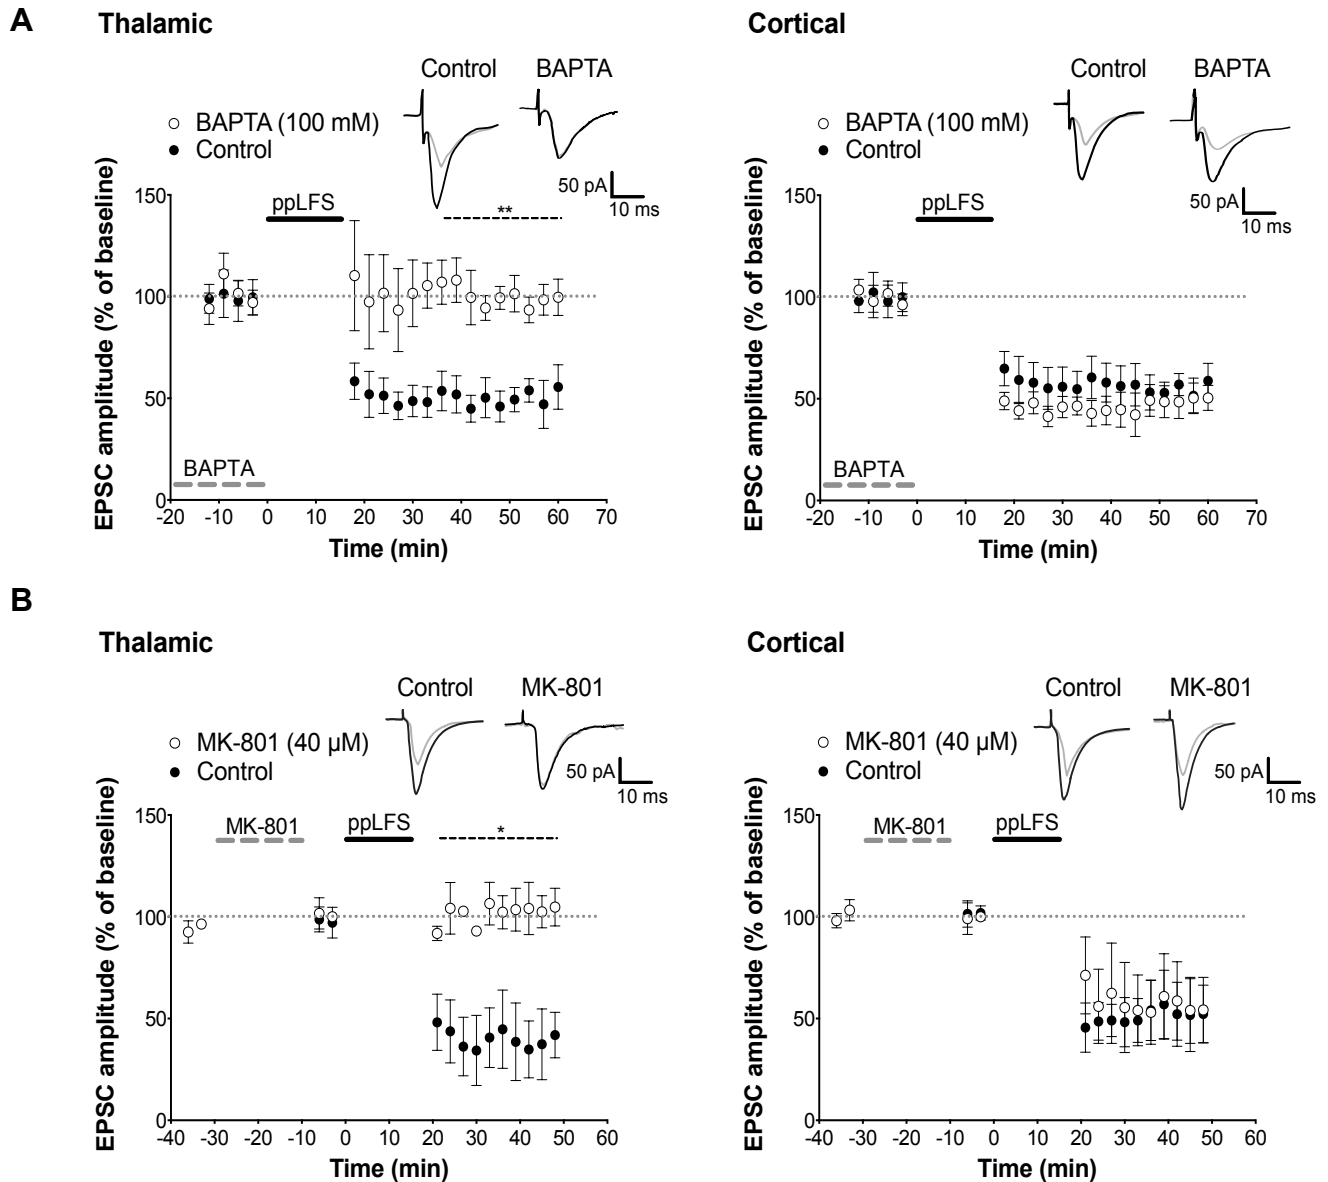 A
Thalamic
Control
BAPTA
BAPTA (100 mM)
Control
50 pA
10 ms
EPSC amplitude (% of baseline)
150
100
50
0
ppLFS
**
BAPTA
-20 -10 0 10 20 30 40 50 60 70
Time (min)
Cortical
Control
BAPTA
BAPTA (100 mM)
Control
50 pA
10 ms
EPSC amplitude (% of baseline)
150
100
50
0
ppLFS
BAPTA
-20 -10 0 10 20 30 40 50 60 70
Time (min)
B
Thalamic
Control
MK-801
MK-801 (40 µM)
Control
50 pA
10 ms
EPSC amplitude (% of baseline)
150
100
50
0
MK-801
ppLFS
*
-40 -30 -20 -10 0 10 20 30 40 50 60
Time (min)
Cortical
Control
MK-801
MK-801 (40 µM)
Control
50 pA
10 ms
EPSC amplitude (% of baseline)
150
100
50
0
MK-801
ppLFS
-40 -30 -20 -10 0 10 20 30 40 50 60
Time (min)